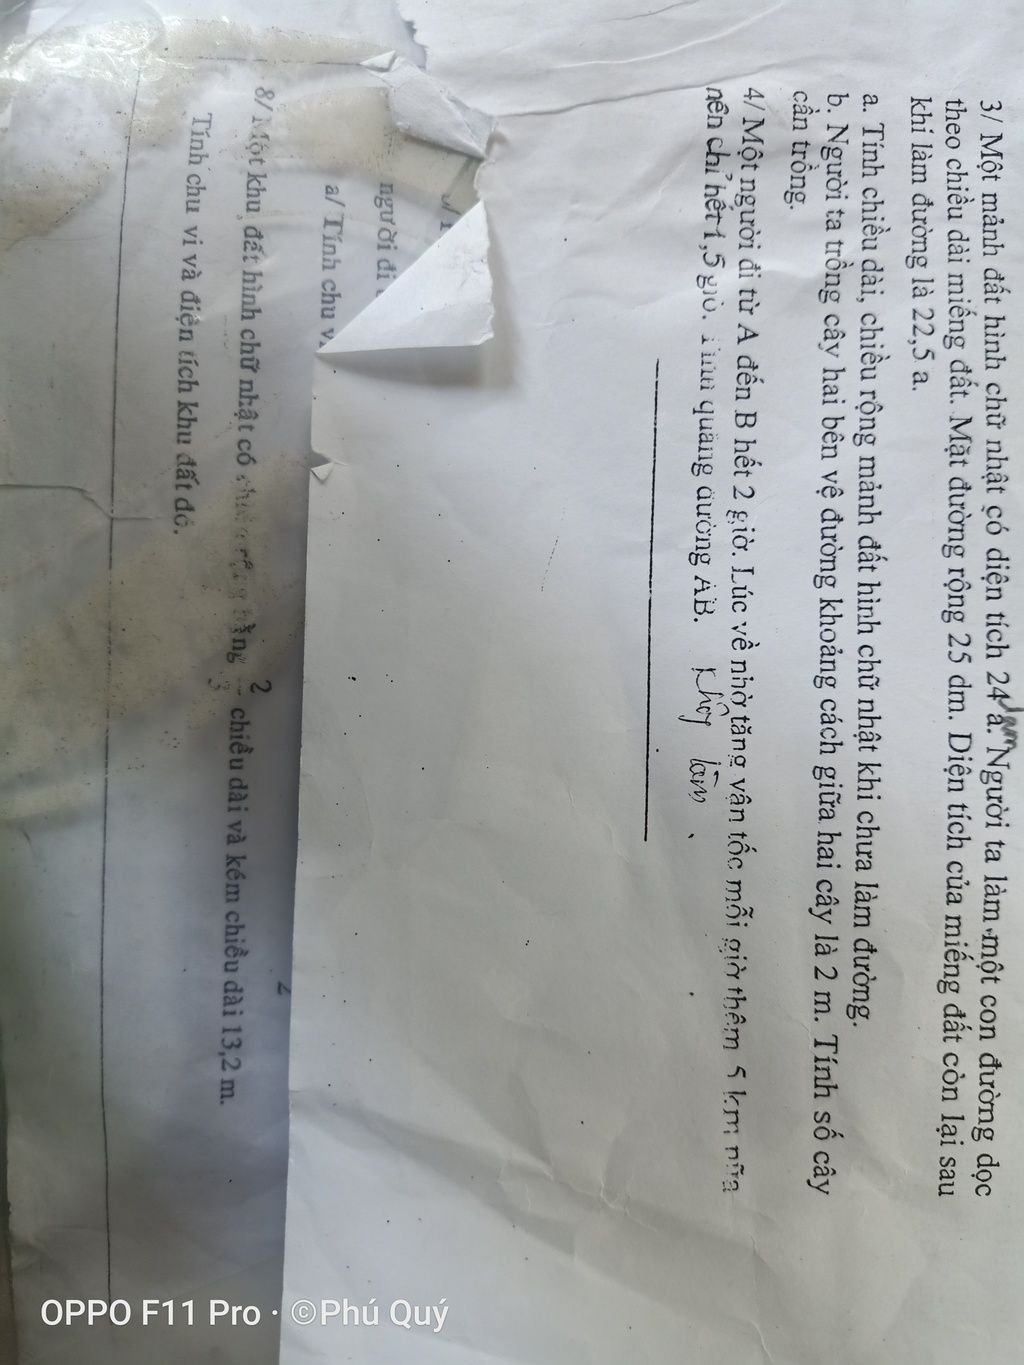 3/ Một mảnh đất hình chữ nhật có diện tích 24 a. Người ta làm một con đường dọc
theo chiều dài miếng đất. Mặt đường rộng 25 dm. Diện tích của miếng đất còn lại sau
khi làm đường là 22,5 a.
a. Tính chiều dài, chiều rộng mảnh đất hình chữ nhật khi chưa làm đường.
b. Người ta trồng cây hai bên vệ đường khoảng cách giữa hai cây là 2 m. Tính số cây
cần trồng.
4/ Một người đi từ A đến B hết 2 giờ. Lúc về nhờ tăng vận tốc mỗi giờ thêm 5 km nữa
nên chỉ hết 1,5 giờ. Tính quãng đường AB. không làm
người đi
a/ Tính chu v
8/ Một khu đất hình chữ nhật có chiều rộng bằng 2/3 chiều dài và kém chiều dài 13,2 m.
Tính chu vi và diện tích khu đất đó.
OPPO F11 Pro · ©Phú Quý